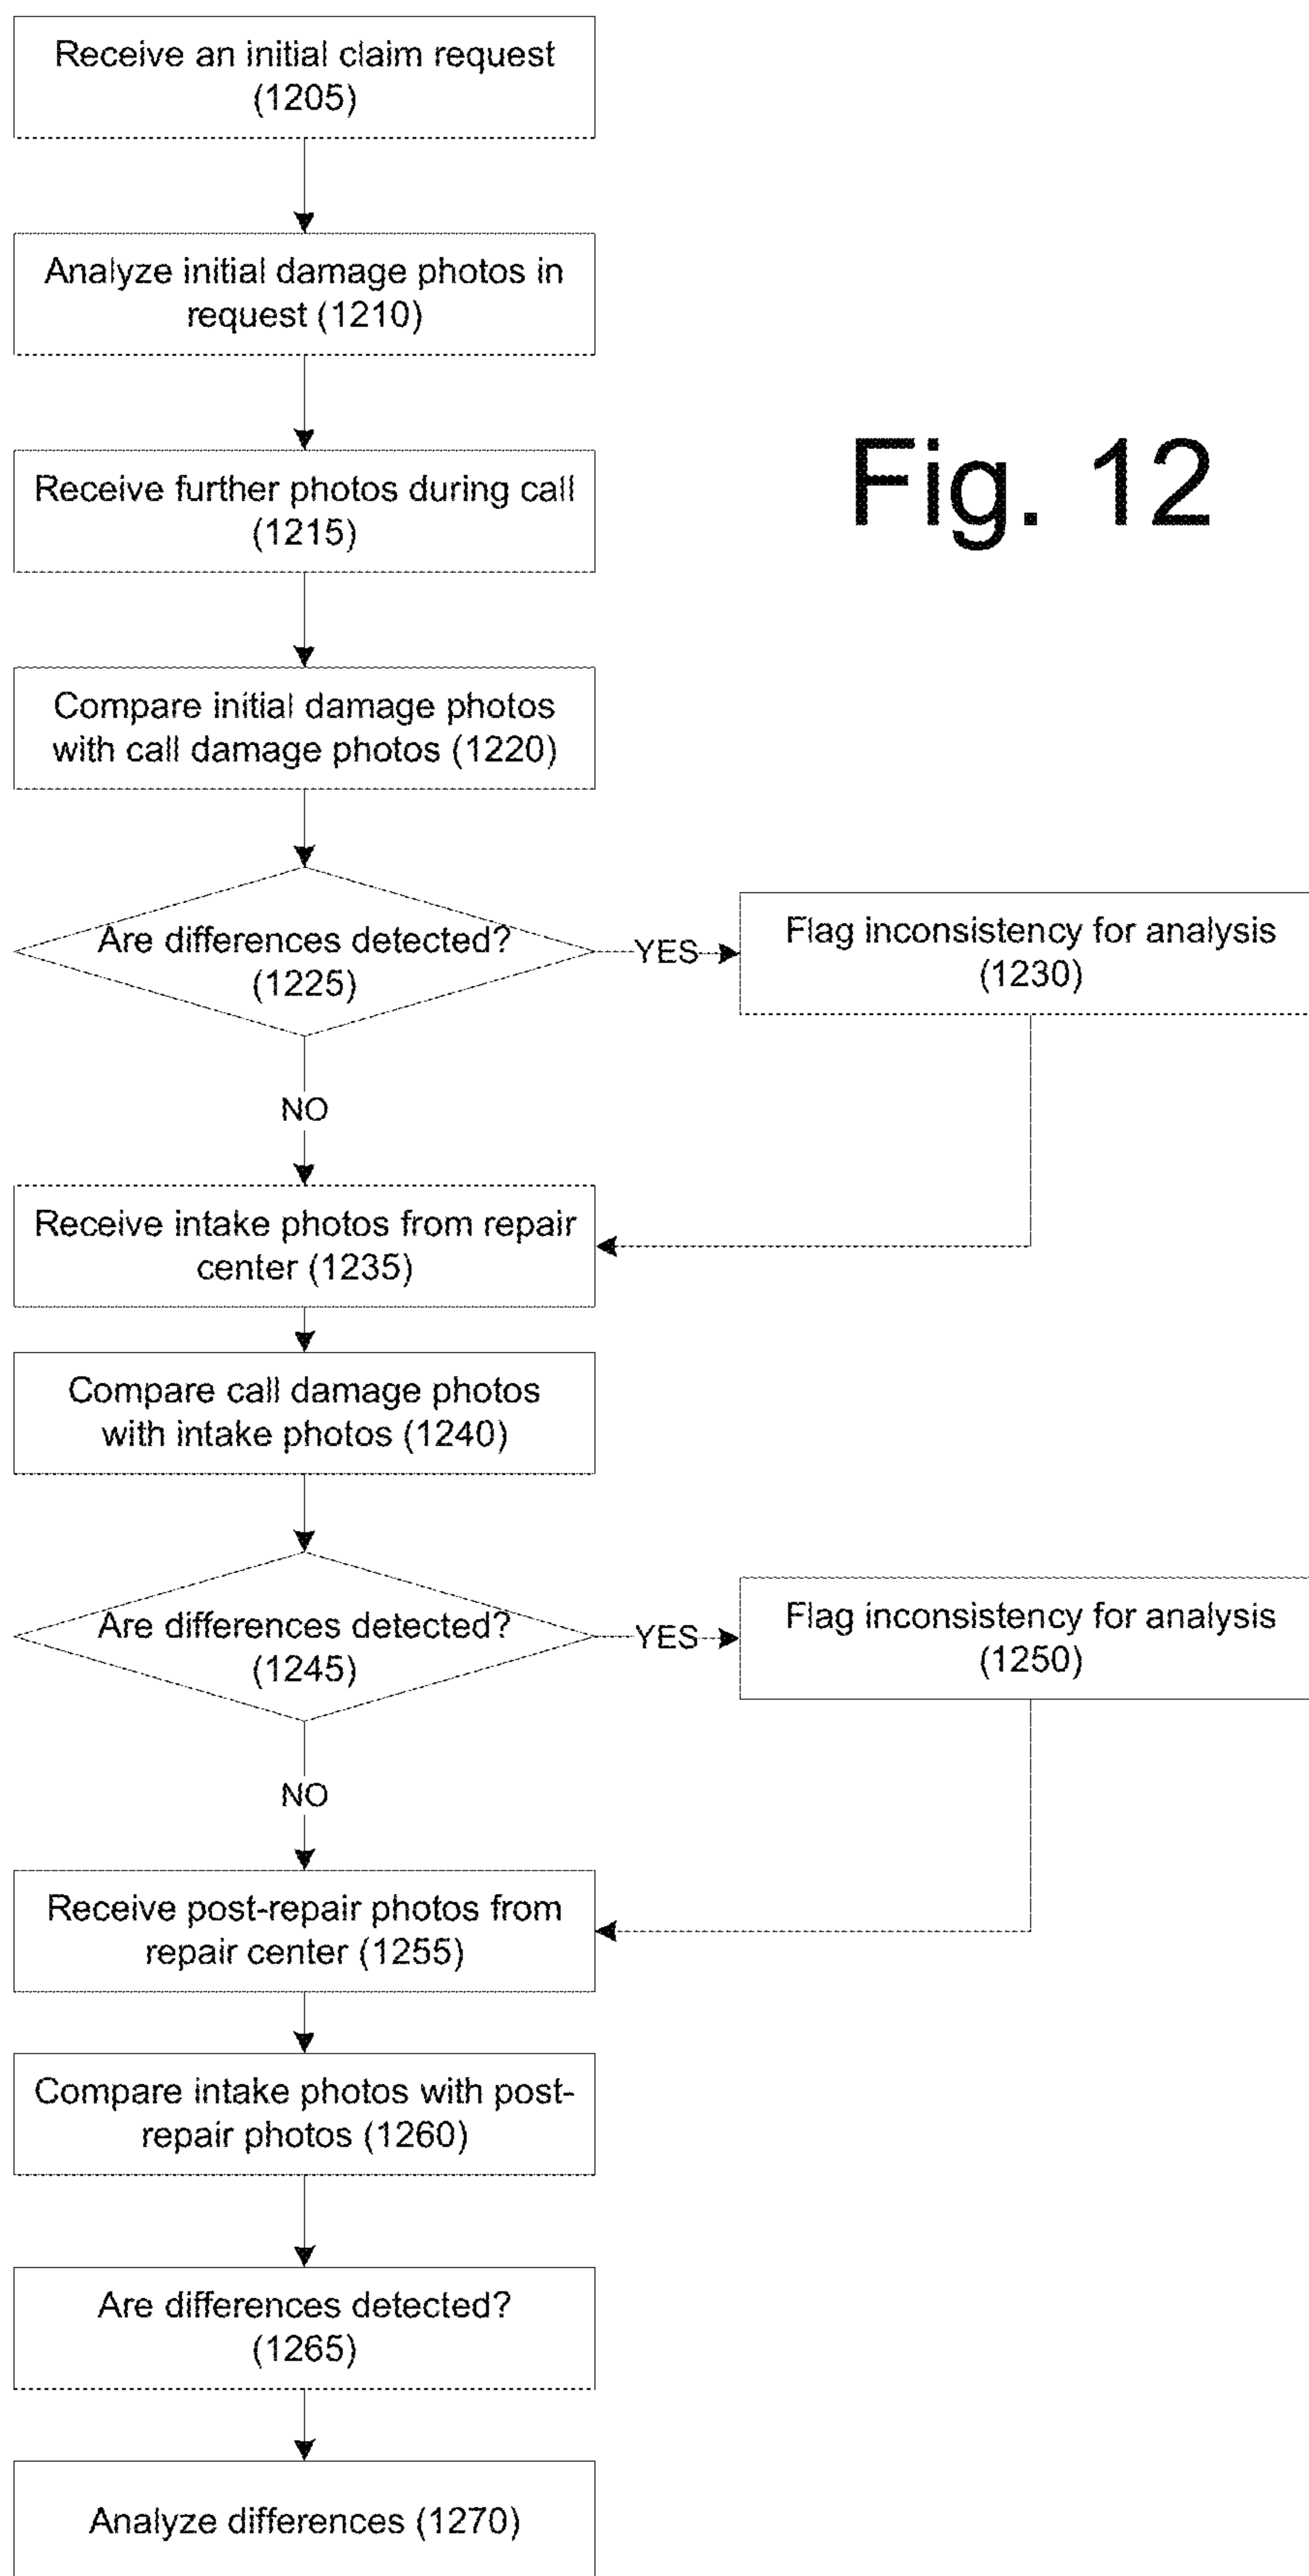 Receive an initial claim request
(1205)
Analyze initial damage photos in
request (1210)
Fig. 12
Receive further photos during call
(1215)
Compare initial damage photos
with call damage photos (1220)
Are differences detected?
(1225)
YES
Flag inconsistency for analysis
(1230)
NO
Receive intake photos from repair
center (1235)
Compare call damage photos
with intake photos (1240)
Are differences detected?
(1245)
YES
Flag inconsistency for analysis
(1250)
NO
Receive post-repair photos from
repair center (1255)
Compare intake photos with post-
repair photos (1260)
Are differences detected?
(1265)
Analyze differences (1270)